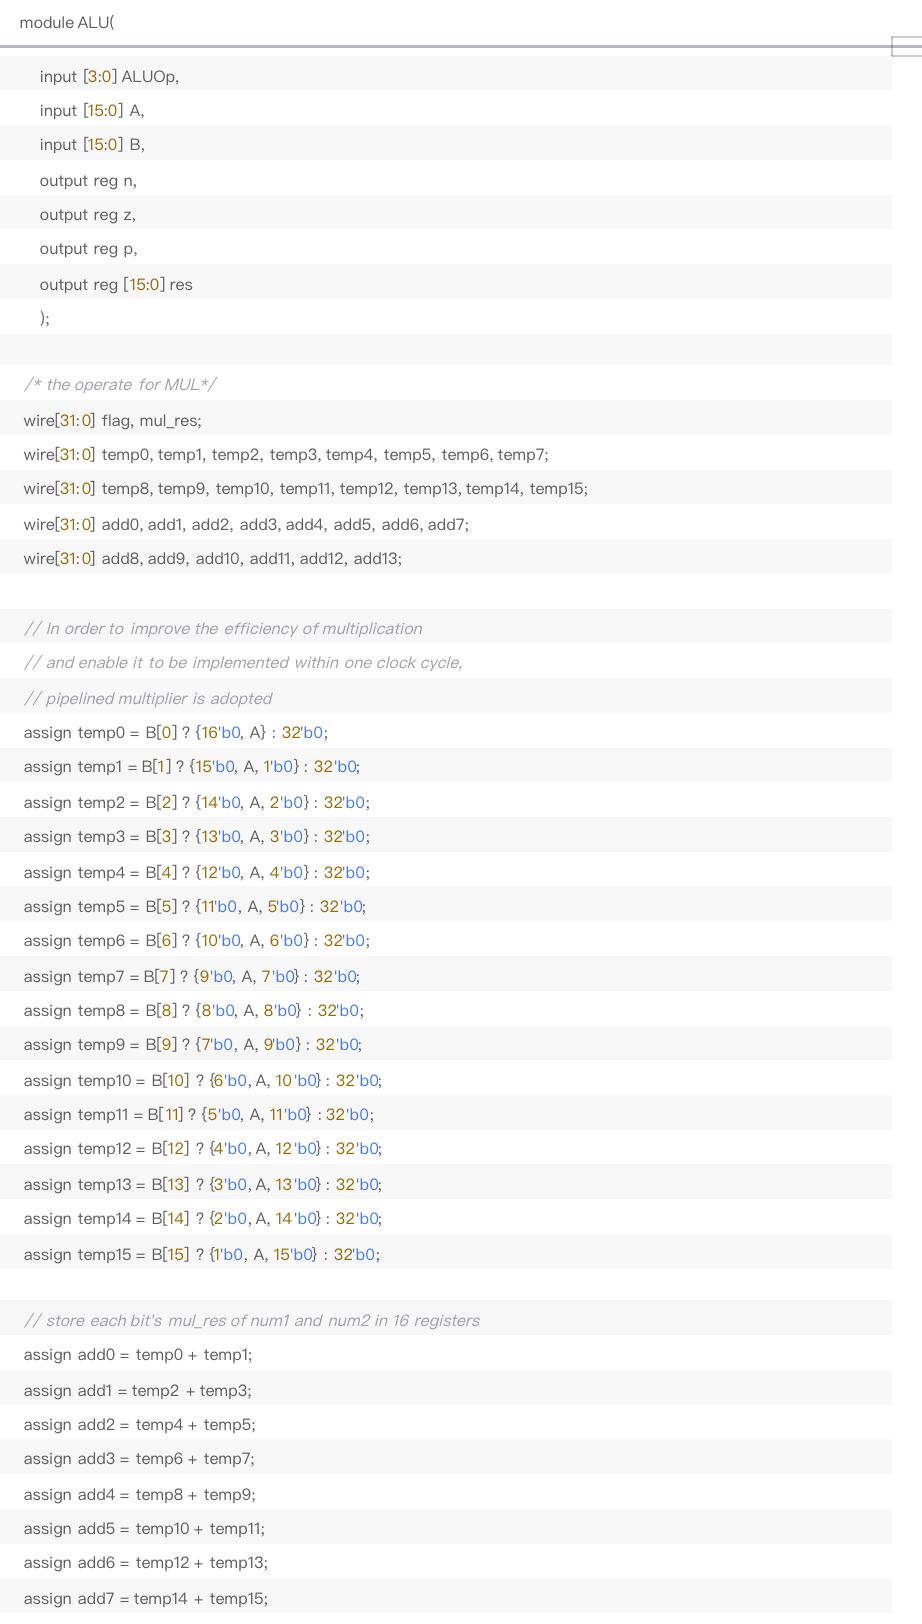 module ALU(
input [3:0] ALUOp,
input [15:0] A,
input [15:0] B,
output reg n,
output reg z,
output reg p,
output reg [15:0] res
);
/* the operate for MUL*/
wire[31:0] flag, mul_res;
wire[31:0] temp0, temp1, temp2, temp3, temp4, temp5, temp6, temp7;
wire[31:0] temp8, temp9, temp10, temp11, temp12, temp13, temp14, temp15;
wire[31:0] add0, add1, add2, add3, add4, add5, add6, add7;
wire[31:0] add8, add9, add10, add11, add12, add13;
// In order to improve the efficiency of multiplication
// and enable it to be implemented within one clock cycle,
// pipelined multiplier is adopted
assign temp0 = B[0] ? {16'b0, A} : 32'b0;
assign temp1 = B[1] ? {15'b0, A, 1'b0} : 32'b0;
assign temp2 = B[2] ? {14'b0, A, 2'b0} : 32'b0;
assign temp3 = B[3] ? {13'b0, A, 3'b0} : 32'b0;
assign temp4 = B[4] ? {12'b0, A, 4'b0} : 32'b0;
assign temp5 = B[5] ? {11'b0, A, 5'b0} : 32'b0;
assign temp6 = B[6] ? {10'b0, A, 6'b0} : 32'b0;
assign temp7 = B[7] ? {9'b0, A, 7'b0} : 32'b0;
assign temp8 = B[8] ? {8'b0, A, 8'b0} : 32'b0;
assign temp9 = B[9] ? {7'b0, A, 9'b0} : 32'b0;
assign temp10 = B[10] ? {6'b0, A, 10'b0} : 32'b0;
assign temp11 = B[11] ? {5'b0, A, 11'b0} : 32'b0;
assign temp12 = B[12] ? {4'b0, A, 12'b0} : 32'b0;
assign temp13 = B[13] ? {3'b0, A, 13'b0} : 32'b0;
assign temp14 = B[14] ? {2'b0, A, 14'b0} : 32'b0;
assign temp15 = B[15] ? {1'b0, A, 15'b0} : 32'b0;
// store each bit's mul_res of num1 and num2 in 16 registers
assign add0 = temp0 + temp1;
assign add1 = temp2 + temp3;
assign add2 = temp4 + temp5;
assign add3 = temp6 + temp7;
assign add4 = temp8 + temp9;
assign add5 = temp10 + temp11;
assign add6 = temp12 + temp13;
assign add7 = temp14 + temp15;